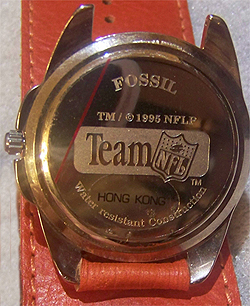 FOSSIL
TM / © 1995 NFLP
Team NFL
TM
HONG KONG
Water resistant Construction